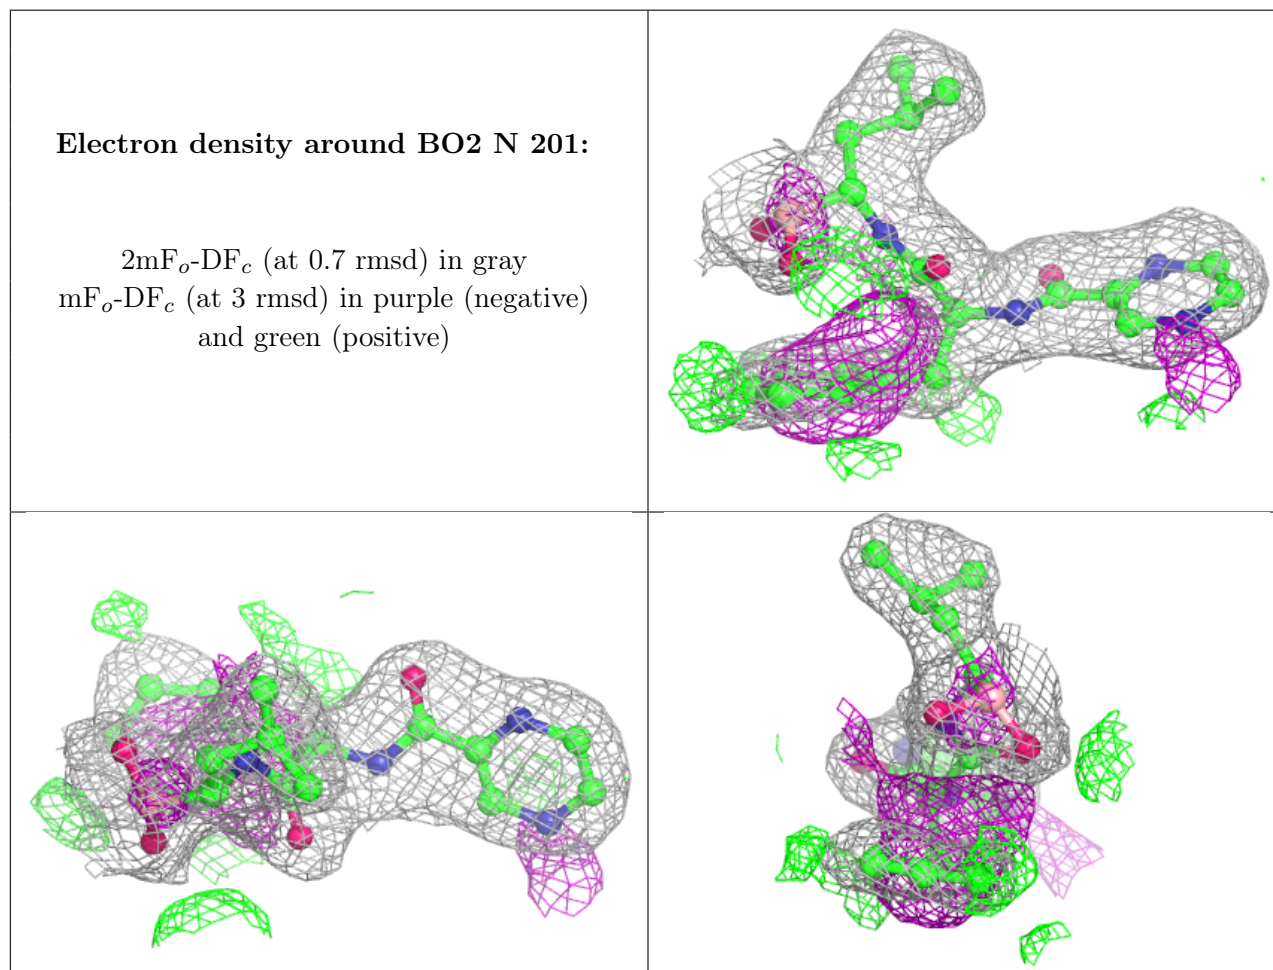 Electron density around BO2 N 201:
2mFo-DFc (at 0.7 rmsd) in gray
mFo-DFc (at 3 rmsd) in purple (negative)
and green (positive)